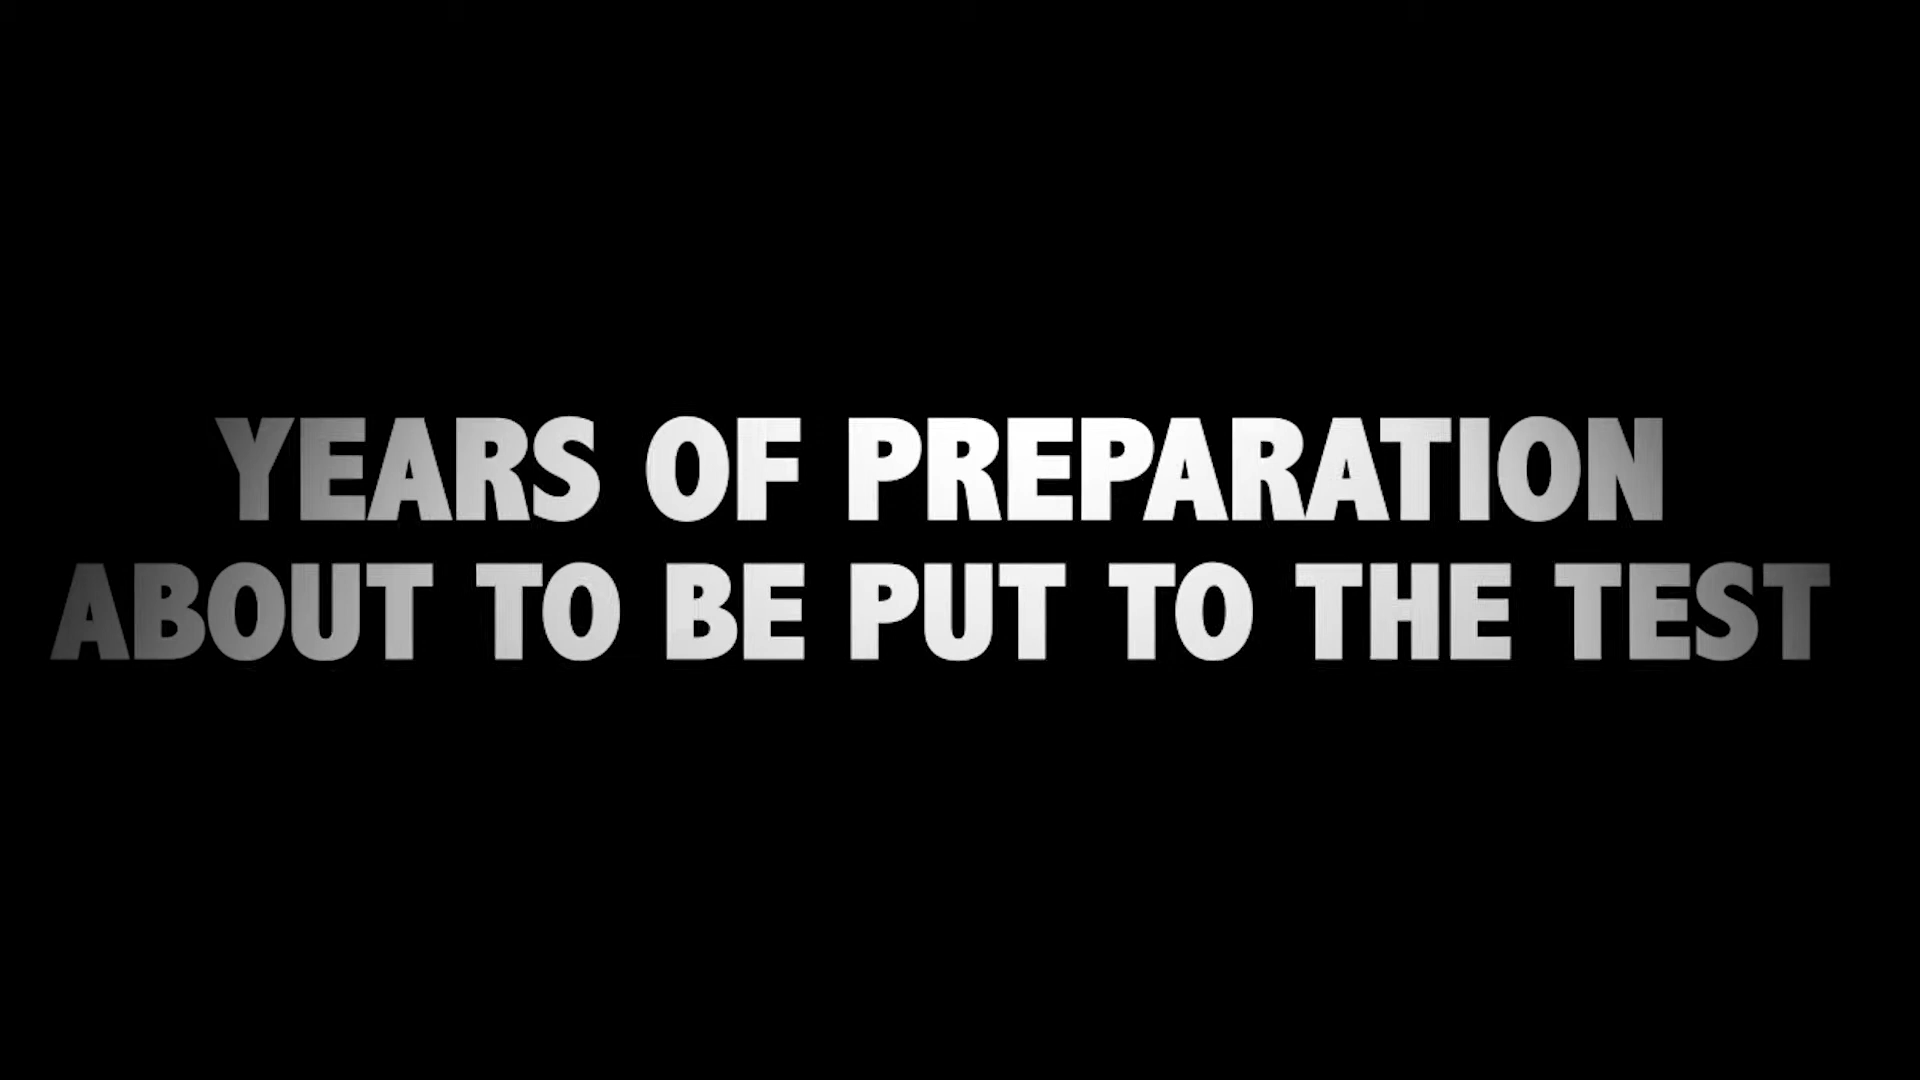 YEARS OF PREPARATION
ABOUT TO BE PUT TO THE TEST